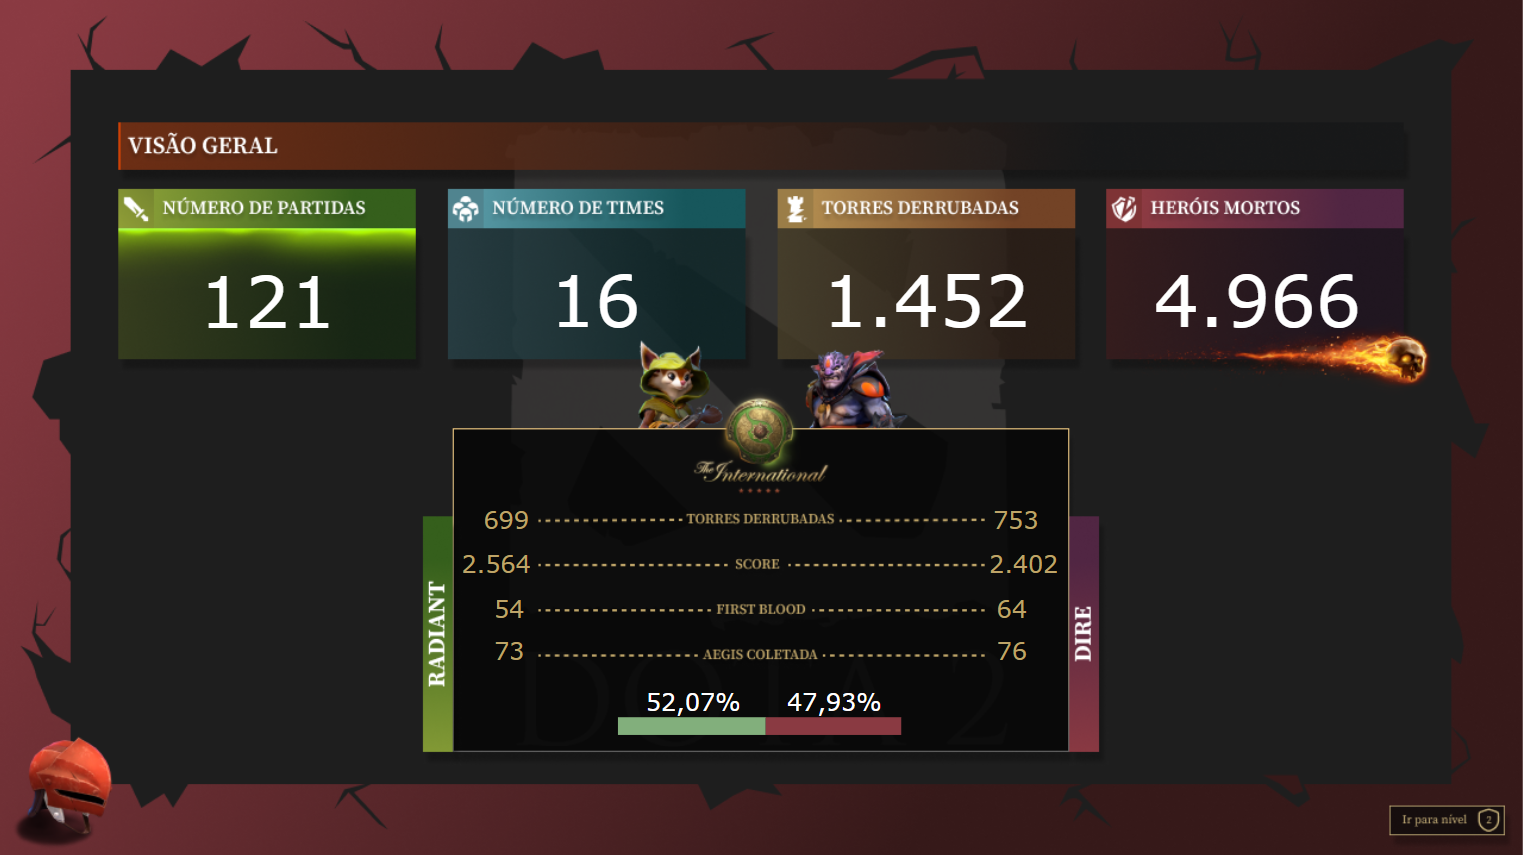 VISÃO GERAL
NÚMERO DE PARTIDAS
121
NÚMERO DE TIMES
16
TORRES DERRUBADAS
1.452
HERÓIS MORTOS
4.966
The International
RADIANT
DIRE
699 TORRES DERRUBADAS 753
2.564 SCORE 2.402
54 FIRST BLOOD 64
73 AEGIS COLETADA 76
52,07% 47,93%
DOTA 2
Ir para nível 2